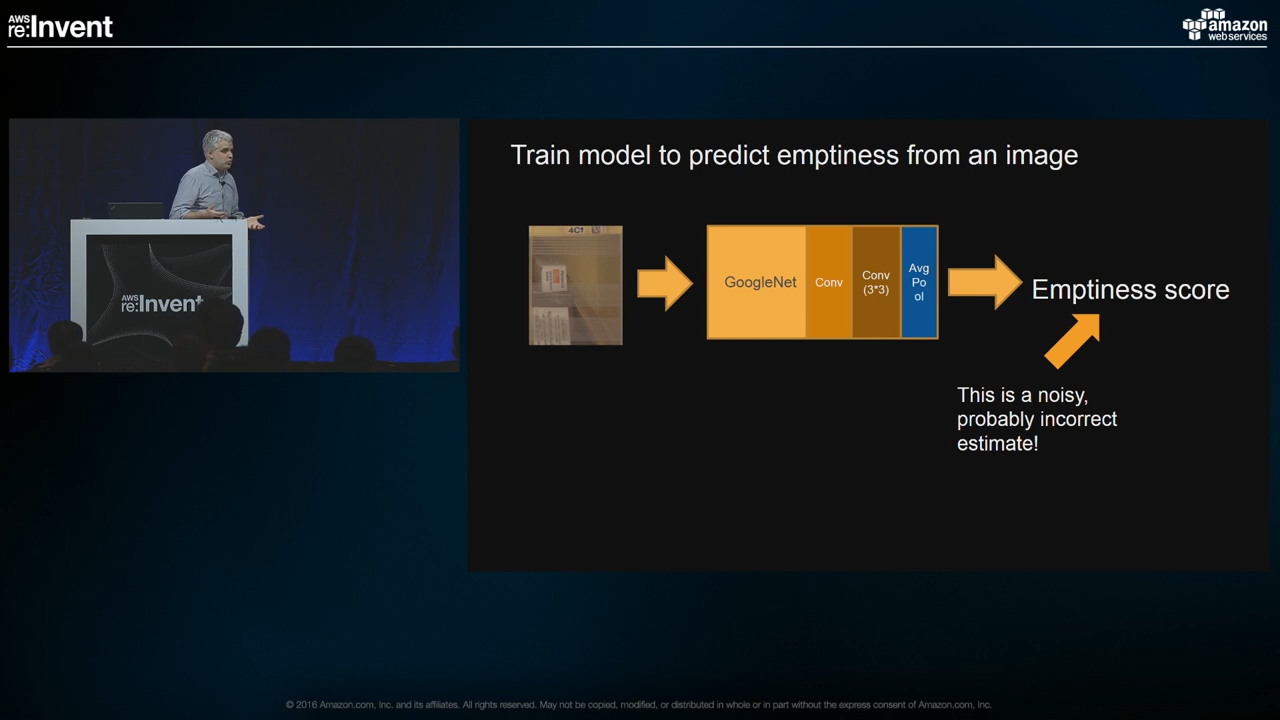 AWS
re:Invent
amazon
web services
Train model to predict emptiness from an image
4C1
GoogleNet
Conv
Conv
(3*3)
Avg
Po
ol
Emptiness score
This is a noisy,
probably incorrect
estimate!
AWS
re:Invent
© 2016 Amazon.com, Inc. and its affiliates. All rights reserved. May not be copied, modified, or distributed in whole or in part without the express consent of Amazon.com, Inc.